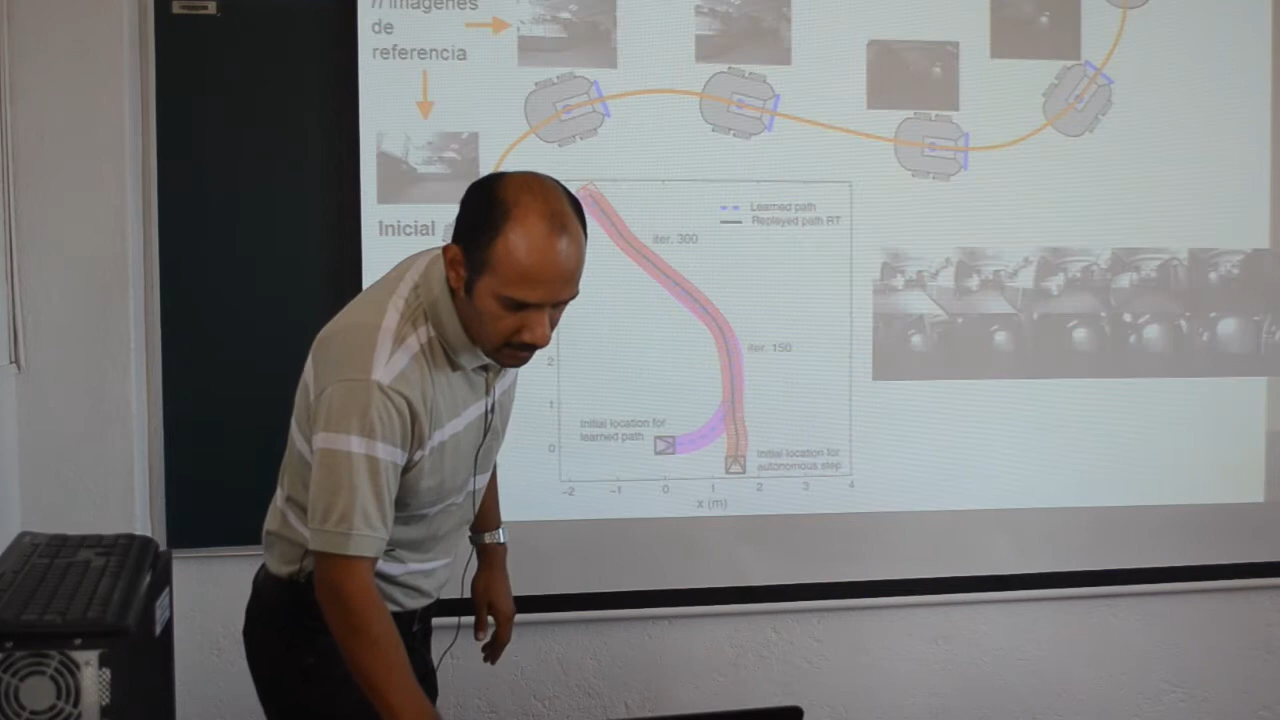 n imágenes
de
referencia
Inicial
Learned path
Replayed path RT
iter. 300
iter. 150
2
1
0
Initial location for
learned path
Initial location for
autonomous step
-2 -1 0 1 2 3 4
x (m)